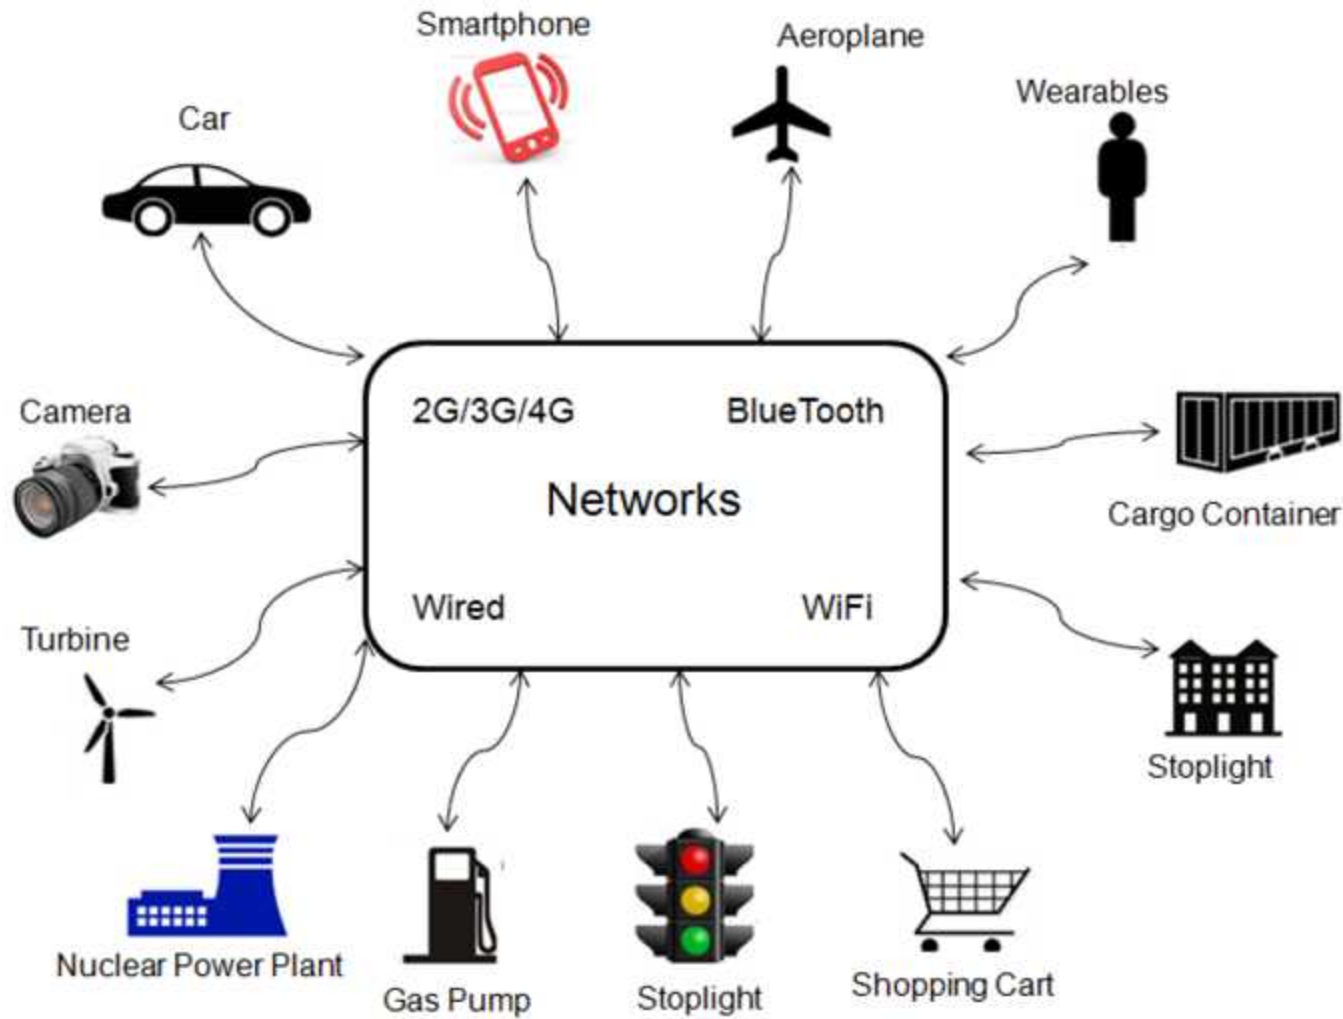 Smartphone
Aeroplane
Wearables
Car
Camera
2G/3G/4G
BlueTooth
Networks
Cargo Container
Wired
WiFi
Turbine
Stoplight
Nuclear Power Plant
Gas Pump
Stoplight
Shopping Cart